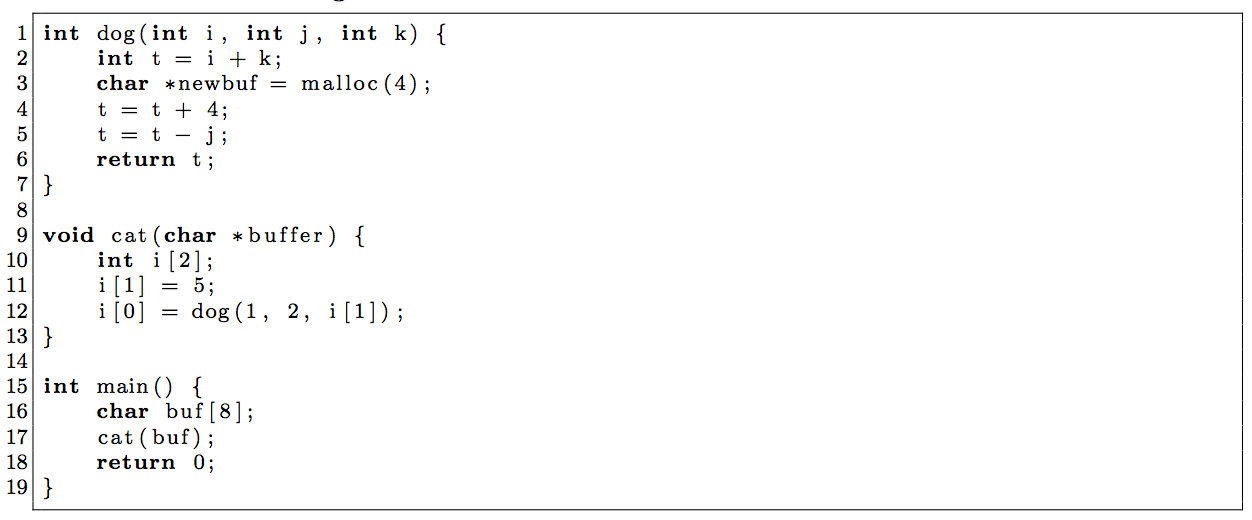 1 int dog(int i, int j, int k) {
2     int t = i + k;
3     char *newbuf = malloc(4);
4     t = t + 4;
5     t = t − j;
6     return t;
7 }
8
9 void cat(char *buffer) {
10     int i[2];
11     i[1] = 5;
12     i[0] = dog(1, 2, i[1]);
13 }
14
15 int main() {
16     char buf[8];
17     cat(buf);
18     return 0;
19 }